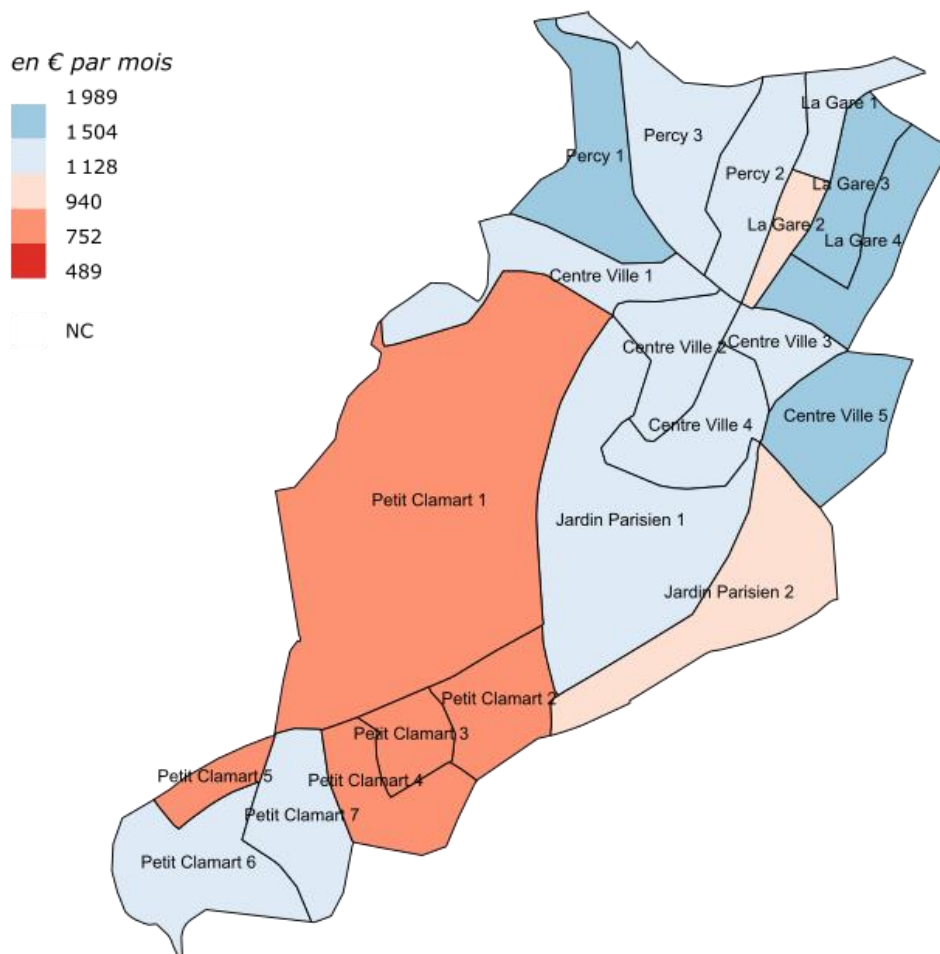 en € par mois
1 989
1 504
1 128
940
752
489
NC
La Gare 1
Percy 3
Percy 1
Percy 2
La Gare 3
La Gare 2
La Gare 4
Centre Ville 1
Centre Ville 2
Centre Ville 3
Centre Ville 5
Centre Ville 4
Petit Clamart 1
Jardin Parisien 1
Jardin Parisien 2
Petit Clamart 2
Petit Clamart 3
Petit Clamart 5
Petit Clamart 4
Petit Clamart 7
Petit Clamart 6